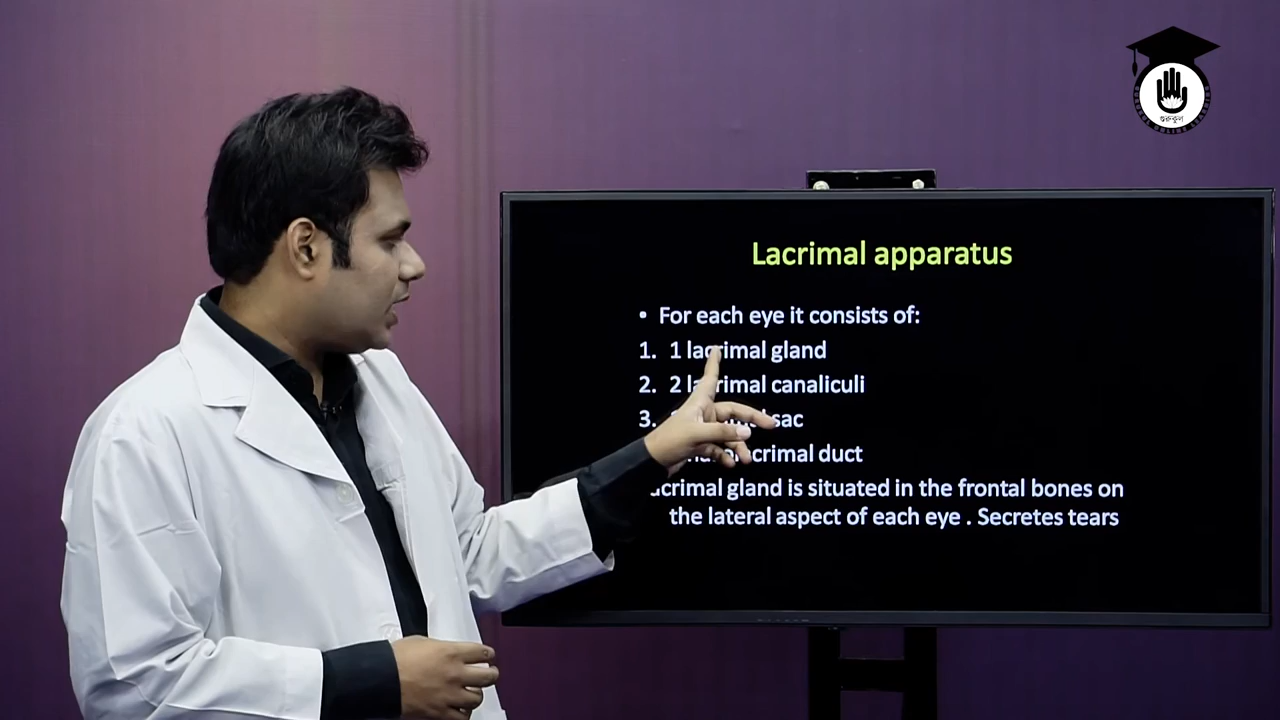 গুরুকুল
Lacrimal apparatus
• For each eye it consists of:
1. 1 lacrimal gland
2. 2 lacrimal canaliculi
3. sac
duct
gland is situated in the frontal bones on
the lateral aspect of each eye . Secretes tears